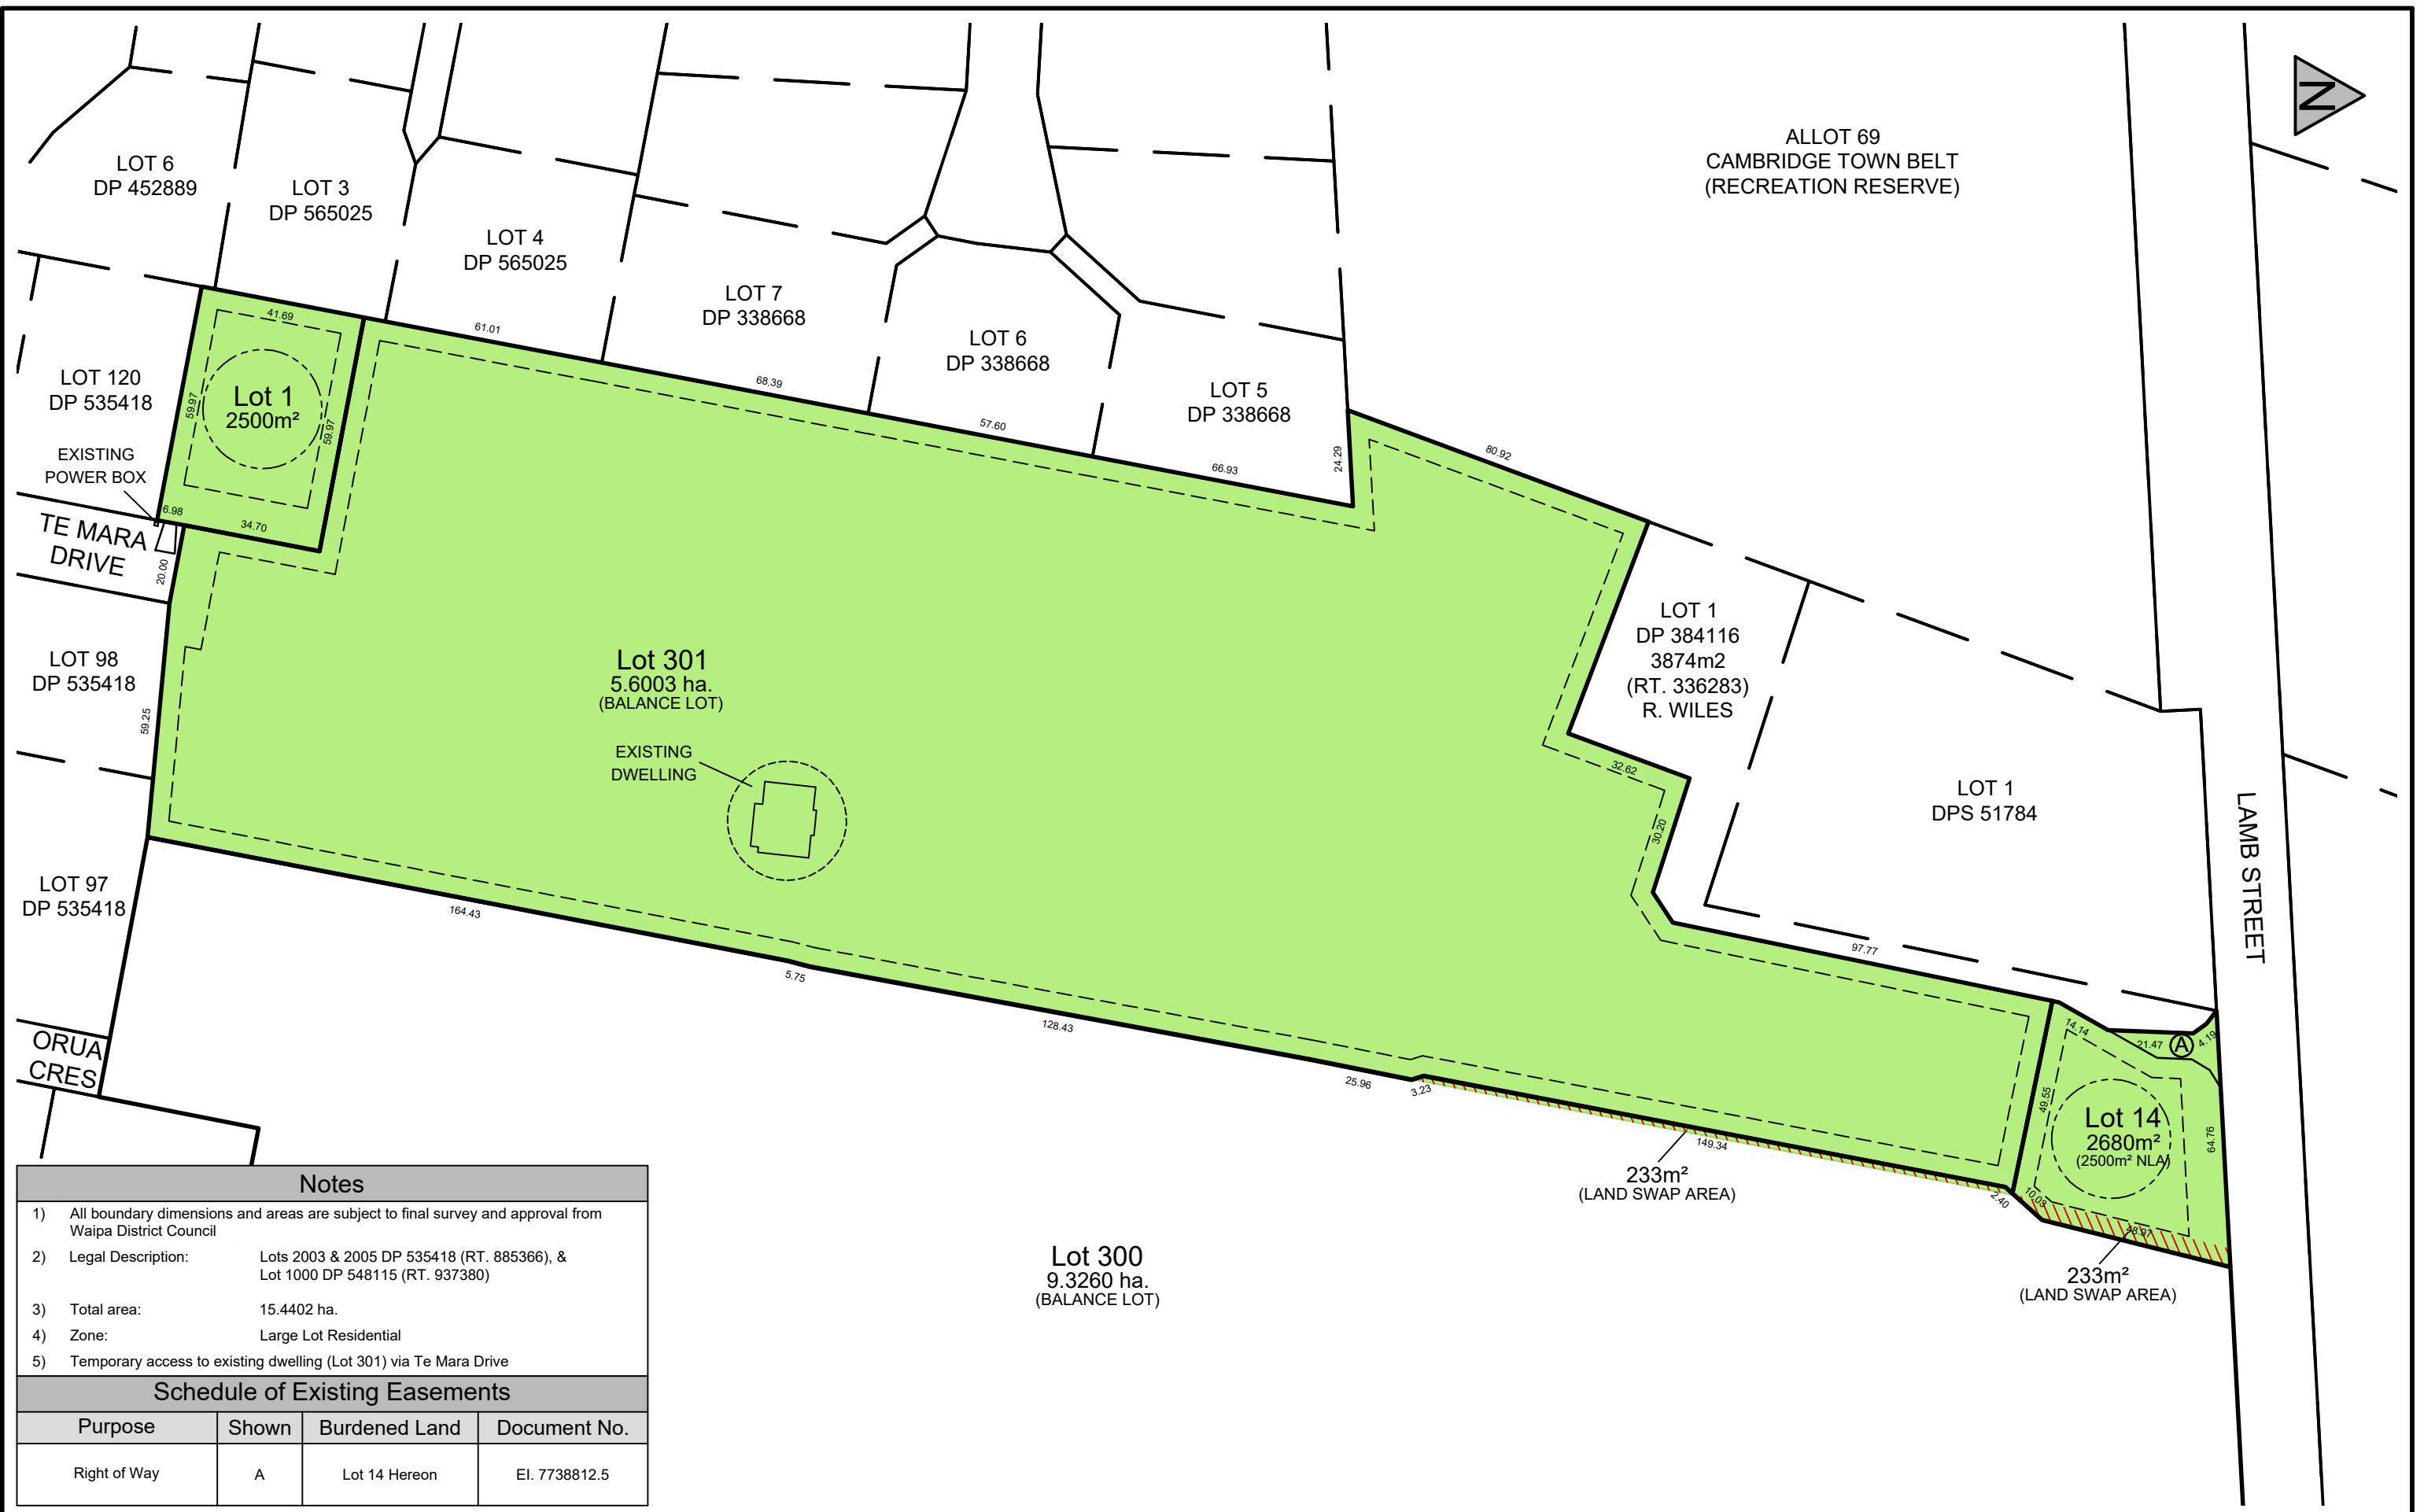 N
ALLOT 69
CAMBRIDGE TOWN BELT
(RECREATION RESERVE)
LOT 6
DP 452889
LOT 3
DP 565025
LOT 4
DP 565025
LOT 7
DP 338668
LOT 6
DP 338668
LOT 5
DP 338668
LOT 120
DP 535418
EXISTING
POWER BOX
TE MARA
DRIVE
LOT 98
DP 535418
LOT 97
DP 535418
ORUA
CRES
41.69
59.97
Lot 1
2500m²
59.97
6.98
34.70
20.00
59.25
61.01
68.39
57.60
66.93
24.29
80.92
Lot 301
5.6003 ha.
(BALANCE LOT)
EXISTING
DWELLING
LOT 1
DP 384116
3874m2
(RT. 336283)
R. WILES
32.62
30.20
LOT 1
DPS 51784
LAMB STREET
97.77
164.43
5.75
128.43
25.96
3.23
149.34
2.40
233m²
(LAND SWAP AREA)
14.14
21.47
A
4.19
49.55
Lot 14
2680m²
(2500m² NLA)
64.76
10.03
48.97
233m²
(LAND SWAP AREA)
Lot 300
9.3260 ha.
(BALANCE LOT)
Notes
1) All boundary dimensions and areas are subject to final survey and approval from
Waipa District Council
2) Legal Description: Lots 2003 & 2005 DP 535418 (RT. 885366), &
Lot 1000 DP 548115 (RT. 937380)
3) Total area: 15.4402 ha.
4) Zone: Large Lot Residential
5) Temporary access to existing dwelling (Lot 301) via Te Mara Drive
Schedule of Existing Easements
Purpose Shown Burdened Land Document No.
Right of Way A Lot 14 Hereon EI. 7738812.5